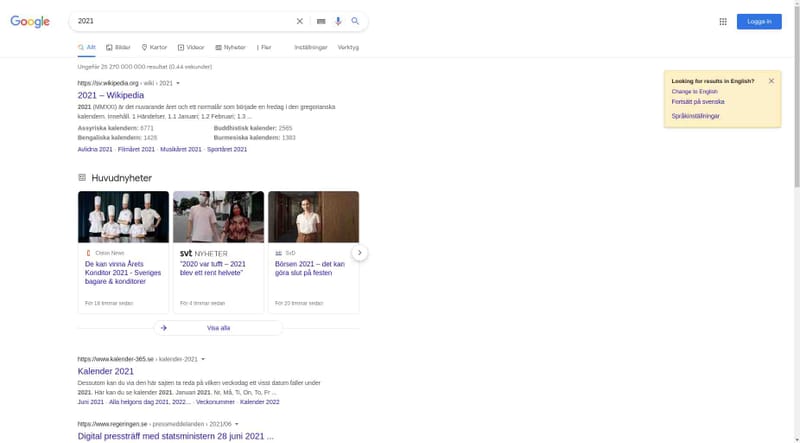 Google
2021
Logga in
Allt
Bilder
Kartor
Videor
Nyheter
Fler
Inställningar
Verktyg
Ungefär 25 270 000 000 resultat (0,44 sekunder)
Looking for results in English?
Change to English
Fortsätt på svenska
Språkinställningar
https://sv.wikipedia.org › wiki › 2021
2021 – Wikipedia
2021 (MMXXI) är det nuvarande året och ett normalår som började en fredag i den gregorianska
kalendern. Innehåll. 1 Händelser. 1.1 Januari; 1.2 Februari; 1.3 ...
Assyriska kalendern: 6771 Buddhistisk kalender: 2565
Bengaliska kalendern: 1428 Burmesiska kalendern: 1383
Avlidna 2021 · Filmåret 2021 · Musikåret 2021 · Sportåret 2021
Huvudnyheter
News
De kan vinna Årets
Konditor 2021 - Sveriges
bagare & konditorer
För 16 timmar sedan
svt NYHETER
"2020 var tufft – 2021
blev ett rent helvete"
För 4 timmar sedan
SvD
Börsen 2021 – det kan
göra slut på festen
För 20 timmar sedan
Visa alla
https://www.kalender-365.se › kalender-2021
Kalender 2021
Dessutom kan du via den här sajten ta reda på vilken veckodag ett visst datum faller under
2021. Här kan du se kalender 2021. Januari 2021. Nr, Må, Ti, On, To, Fr ...
Juni 2021 · Alla helgons dag 2021, 2022... · Veckonummer · Kalender 2022
https://www.regeringen.se › pressmeddelanden › 2021/06
Digital pressträff med statsministern 28 juni 2021 ...